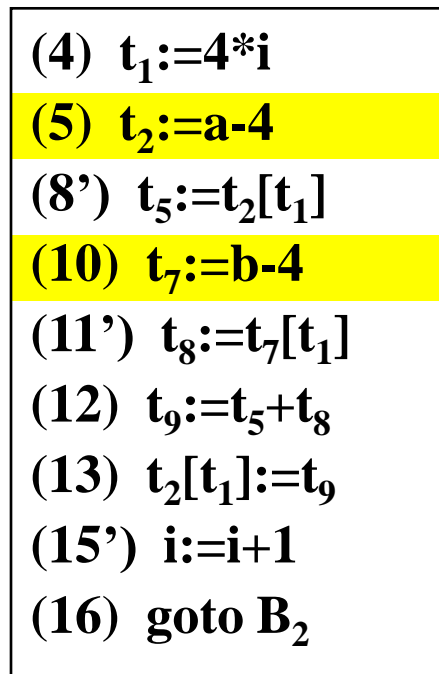 (4) t₁:=4*i
(5) t₂:=a-4
(8’) t₅:=t₂[t₁]
(10) t₇:=b-4
(11’) t₈:=t₇[t₁]
(12) t₉:=t₅+t₈
(13) t₂[t₁]:=t₉
(15’) i:=i+1
(16) goto B₂